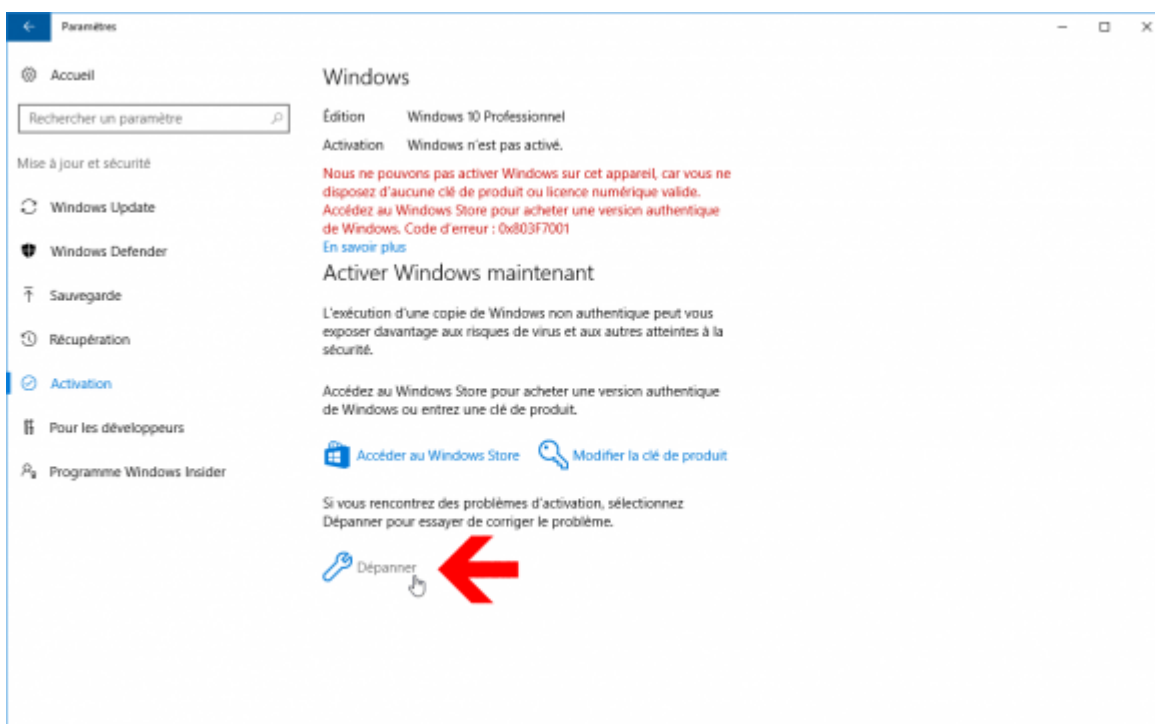 Paramètres
Accueil
Rechercher un paramètre
Mise à jour et sécurité
Windows Update
Windows Defender
Sauvegarde
Récupération
Activation
Pour les développeurs
Programme Windows Insider
Windows
Édition Windows 10 Professionnel
Activation Windows n'est pas activé.
Nous ne pouvons pas activer Windows sur cet appareil, car vous ne
disposez d'aucune clé de produit ou licence numérique valide.
Accédez au Windows Store pour acheter une version authentique
de Windows. Code d'erreur : 0x803F7001
En savoir plus
Activer Windows maintenant
L'exécution d'une copie de Windows non authentique peut vous
exposer davantage aux risques de virus et aux autres atteintes à la
sécurité.
Accédez au Windows Store pour acheter une version authentique
de Windows ou entrez une clé de produit.
Accéder au Windows Store Modifier la clé de produit
Si vous rencontrez des problèmes d'activation, sélectionnez
Dépanner pour essayer de corriger le problème.
Dépanner